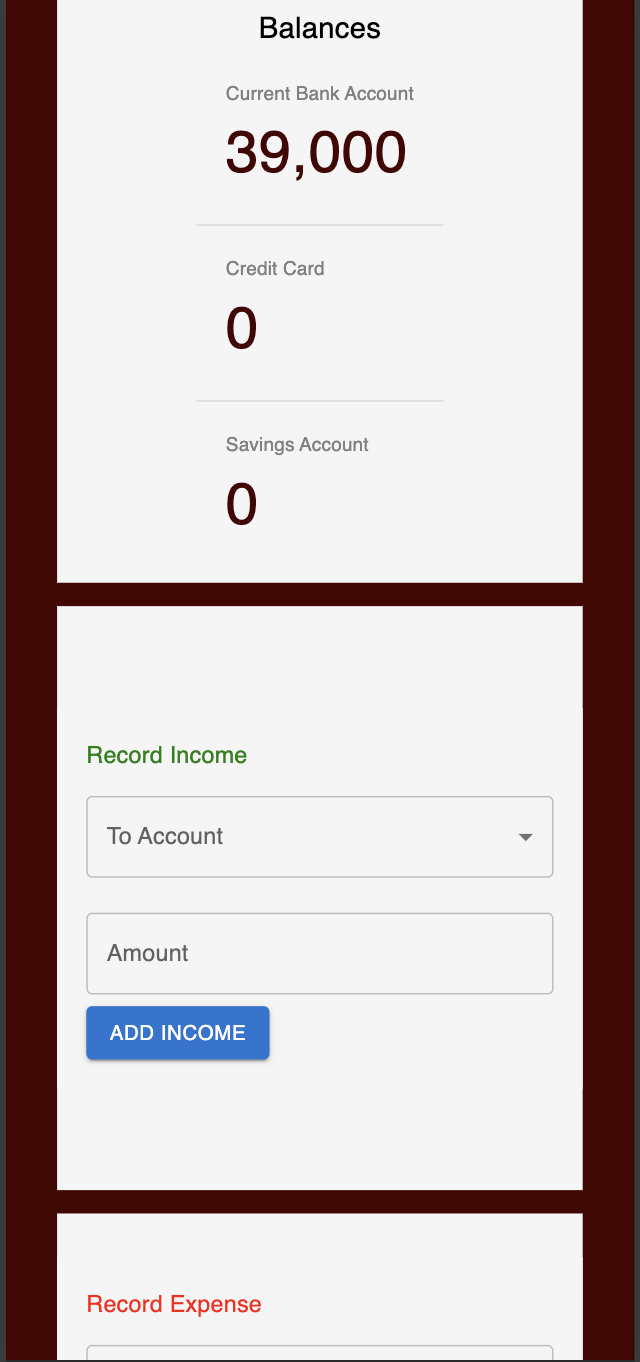 Balances
Current Bank Account
39,000
Credit Card
0
Savings Account
0
Record Income
To Account
Amount
ADD INCOME
Record Expense